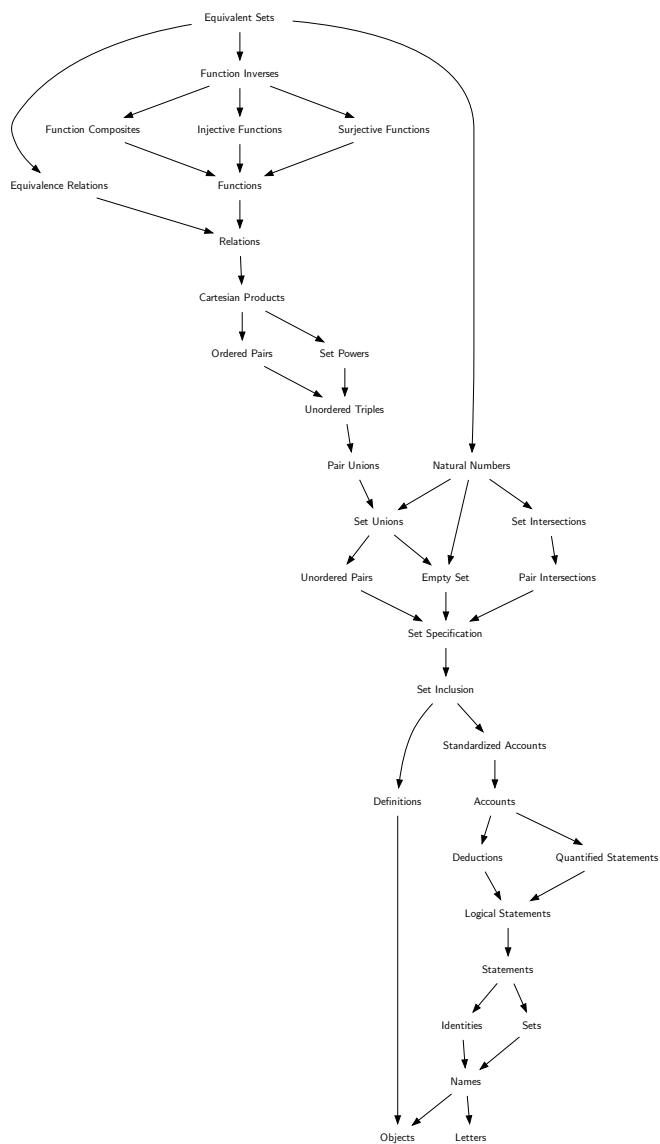 Equivalent Sets
Function Inverses
Function Composites
Injective Functions
Surjective Functions
Equivalence Relations
Functions
Relations
Cartesian Products
Ordered Pairs
Set Powers
Unordered Triples
Pair Unions
Natural Numbers
Set Unions
Set Intersections
Unordered Pairs
Empty Set
Pair Intersections
Set Specification
Set Inclusion
Standardized Accounts
Definitions
Accounts
Deductions
Quantified Statements
Logical Statements
Statements
Identities
Sets
Names
Objects
Letters